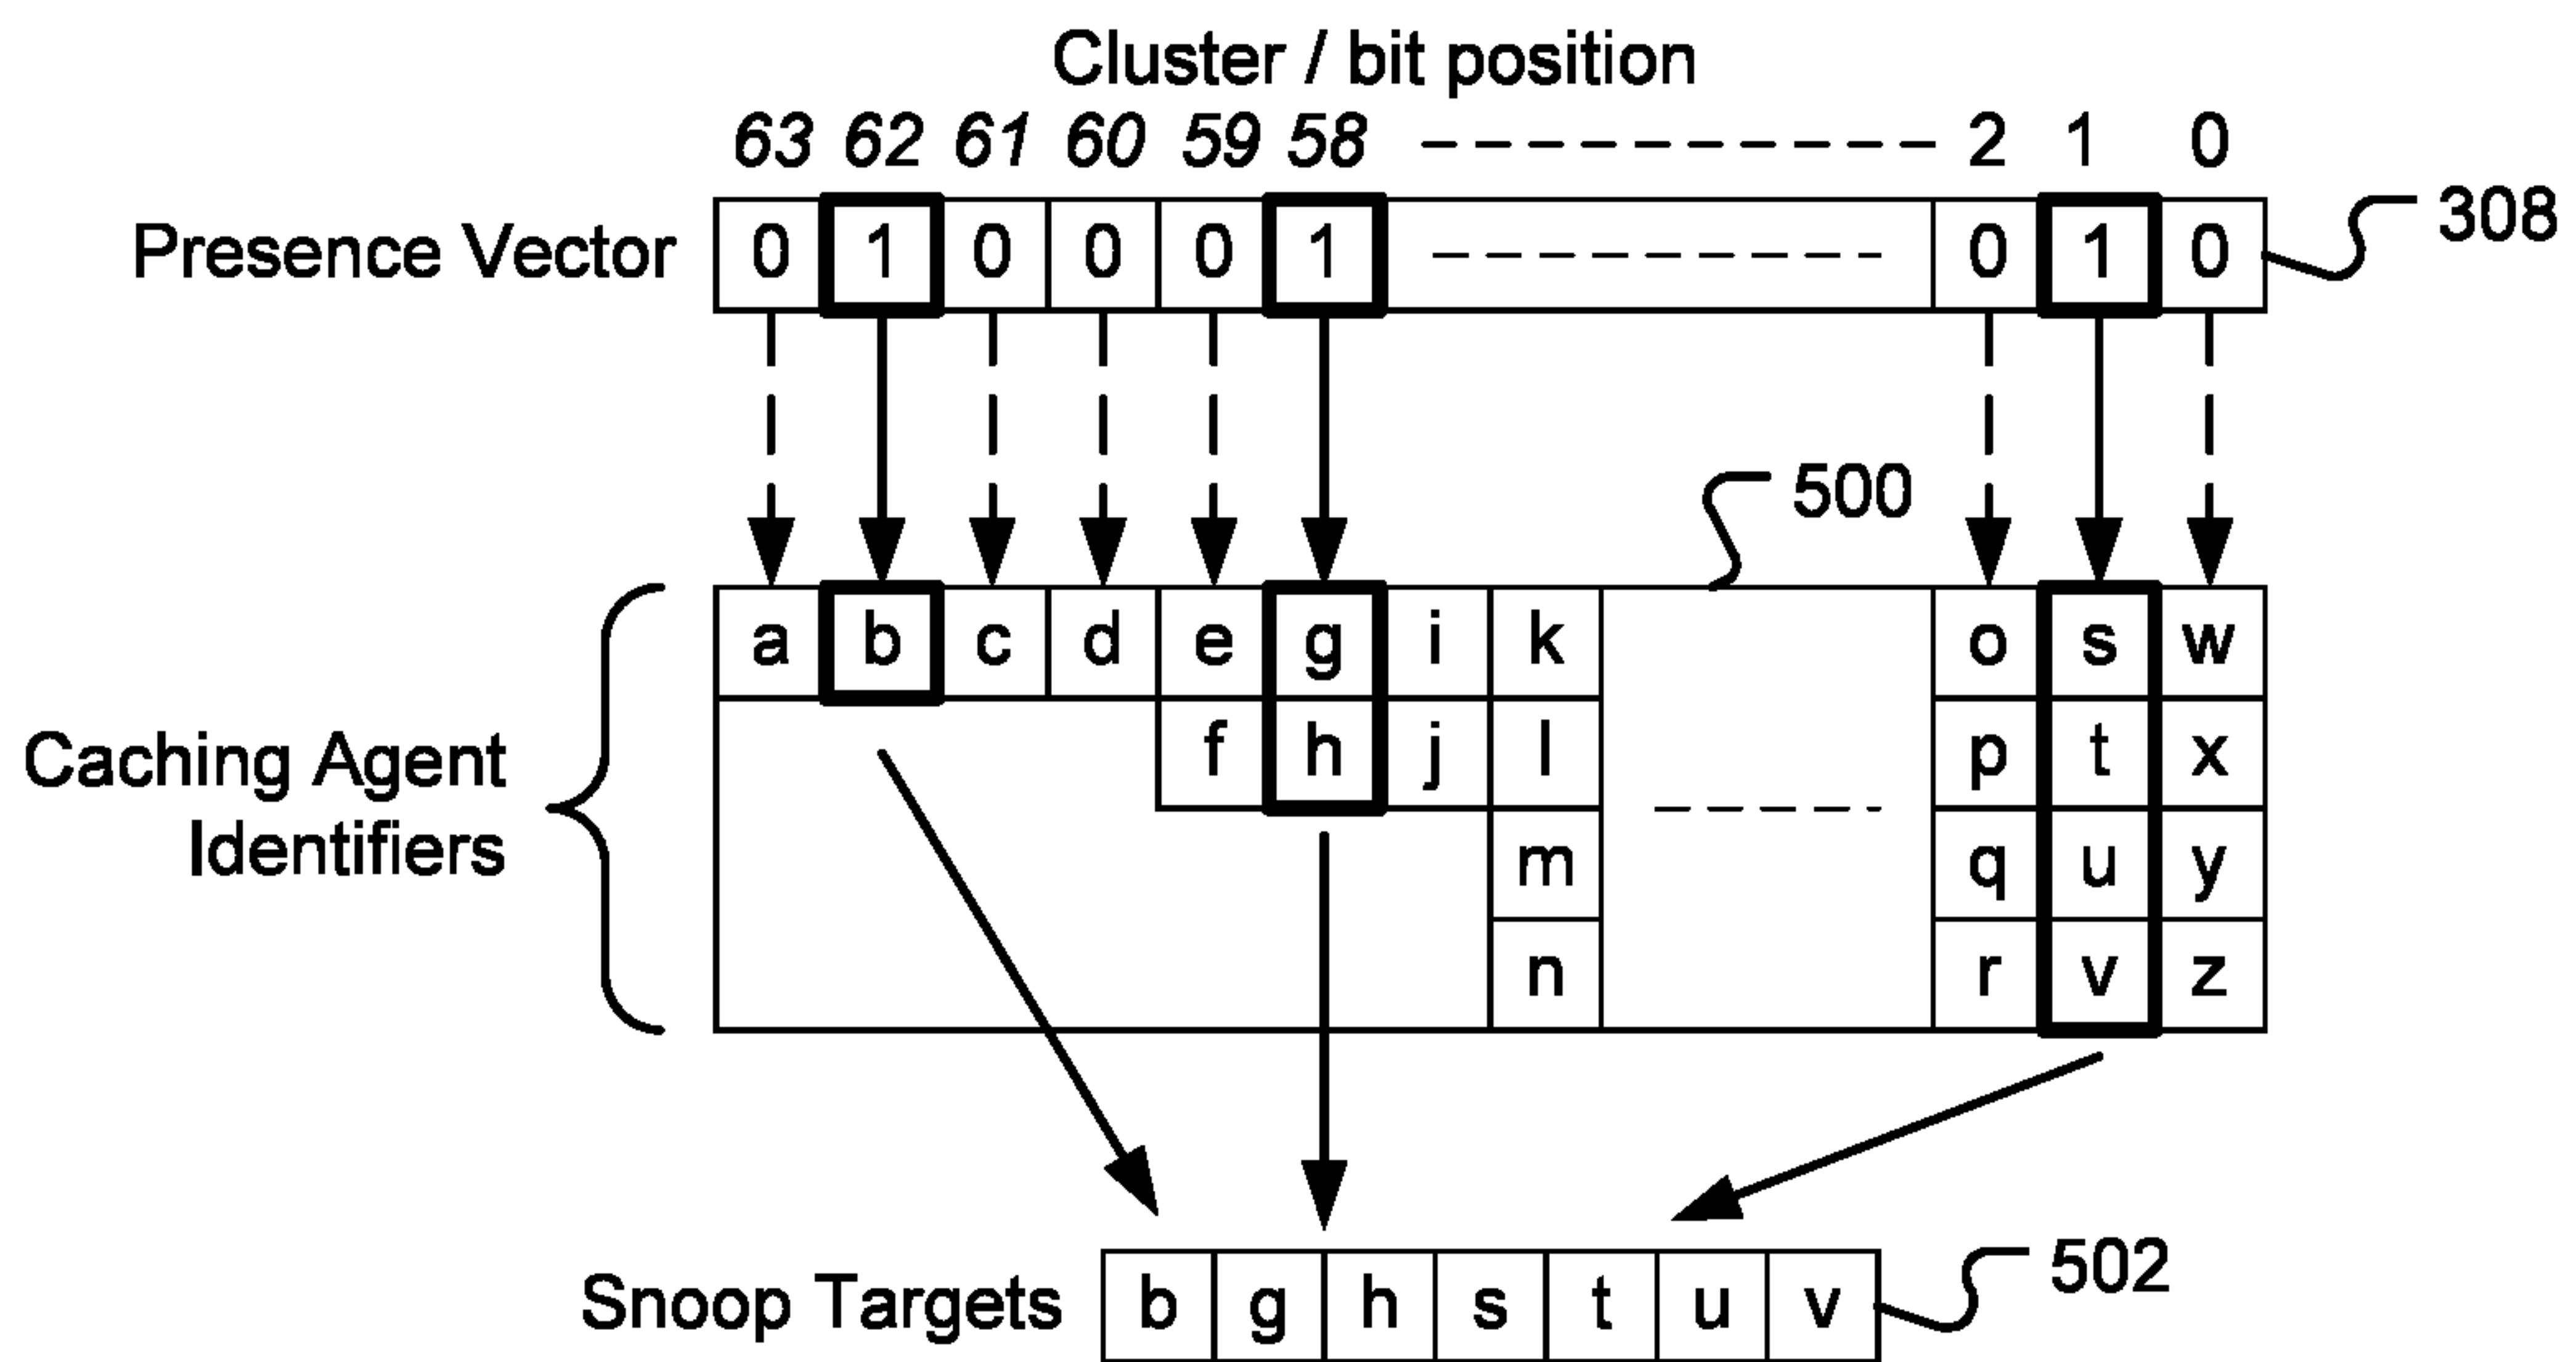 Cluster / bit position
63 62 61 60 59 58 2 1 0
Presence Vector 0 1 0 0 0 1 0 1 0 308
500
a b c d e g i k o s w
f h j l p t x
Caching Agent
m q u y
Identifiers
n r v z
Snoop Targets b g h s t u v 502